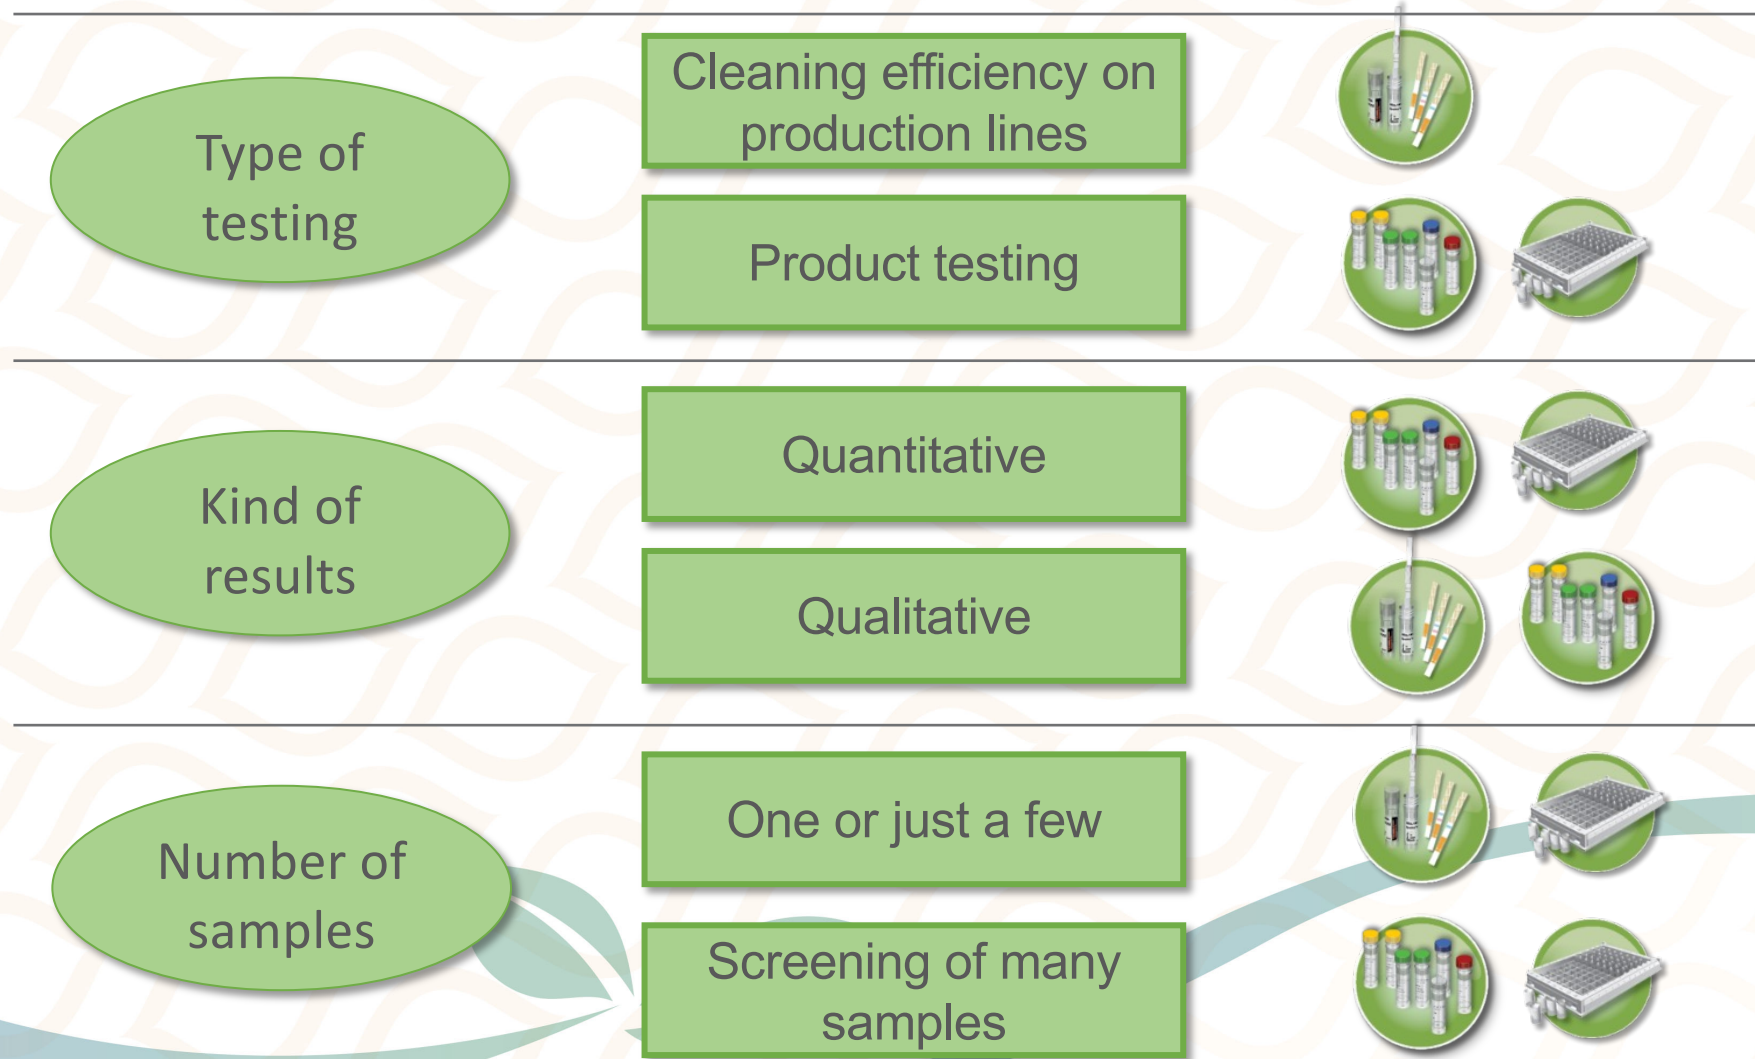 Type of
testing
Cleaning efficiency on
production lines
Product testing
Kind of
results
Quantitative
Qualitative
Number of
samples
One or just a few
Screening of many
samples